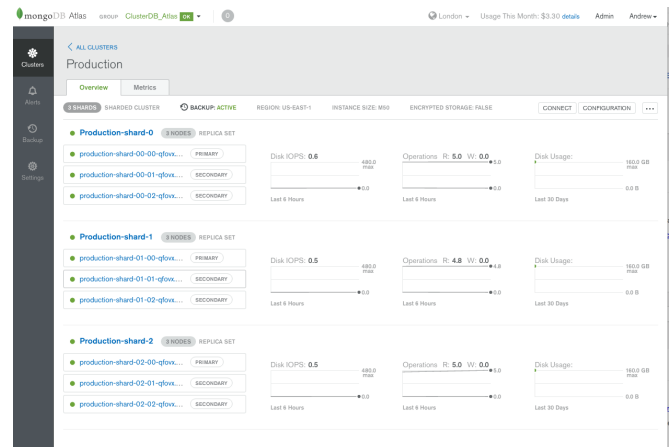 mongoDB Atlas GROUP ClusterDB_Atlas OK London Usage This Month: $3.30 details Admin Andrew
Clusters
Alerts
Backup
Settings
ALL CLUSTERS
Production
Overview Metrics
3 SHARDS SHARDED CLUSTER BACKUP: ACTIVE REGION: US-EAST-1 INSTANCE SIZE: M50 ENCRYPTED STORAGE: FALSE CONNECT CONFIGURATION ...
Production-shard-0 3 NODES REPLICA SET
production-shard-00-00-qfovx.... PRIMARY
production-shard-00-01-qfovx.... SECONDARY
production-shard-00-02-qfovx.... SECONDARY
Disk IOPS: 0.6
480.0
max
0.0
Last 6 Hours
Operations R: 5.0 W: 0.0
5.0
0.0
Last 6 Hours
Disk Usage:
160.0 GB
max
0.0 B
Last 30 Days
Production-shard-1 3 NODES REPLICA SET
production-shard-01-00-qfovx.... PRIMARY
production-shard-01-01-qfovx.... SECONDARY
production-shard-01-02-qfovx.... SECONDARY
Disk IOPS: 0.5
480.0
max
0.0
Last 6 Hours
Operations R: 4.8 W: 0.0
4.8
0.0
Last 6 Hours
Disk Usage:
160.0 GB
max
0.0 B
Last 30 Days
Production-shard-2 3 NODES REPLICA SET
production-shard-02-00-qfovx.... PRIMARY
production-shard-02-01-qfovx.... SECONDARY
production-shard-02-02-qfovx.... SECONDARY
Disk IOPS: 0.5
480.0
max
0.0
Last 6 Hours
Operations R: 5.0 W: 0.0
5.0
0.0
Last 6 Hours
Disk Usage:
160.0 GB
max
0.0 B
Last 30 Days